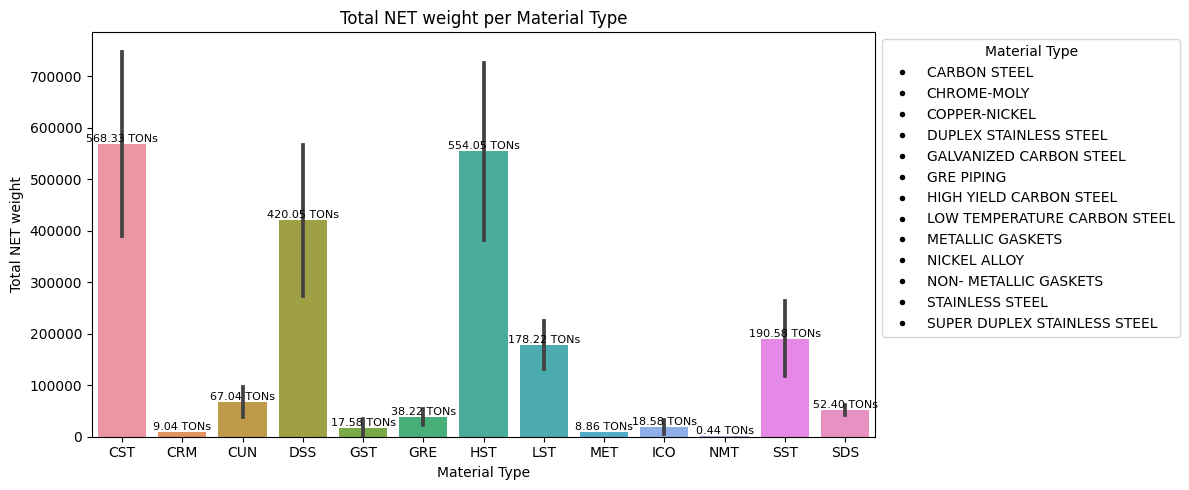 Total NET weight per Material Type
Total NET weight
700000
600000
500000
400000
300000
200000
100000
0
568.33 TONs
9.04 TONs
67.04 TONs
420.05 TONs
17.58 TONs
38.22 TONs
554.05 TONs
178.22 TONs
8.86 TONs
18.58 TONs
0.44 TONs
190.58 TONs
52.40 TONs
CST CRM CUN DSS GST GRE HST LST MET ICO NMT SST SDS
Material Type
Material Type
CARBON STEEL
CHROME-MOLY
COPPER-NICKEL
DUPLEX STAINLESS STEEL
GALVANIZED CARBON STEEL
GRE PIPING
HIGH YIELD CARBON STEEL
LOW TEMPERATURE CARBON STEEL
METALLIC GASKETS
NICKEL ALLOY
NON- METALLIC GASKETS
STAINLESS STEEL
SUPER DUPLEX STAINLESS STEEL